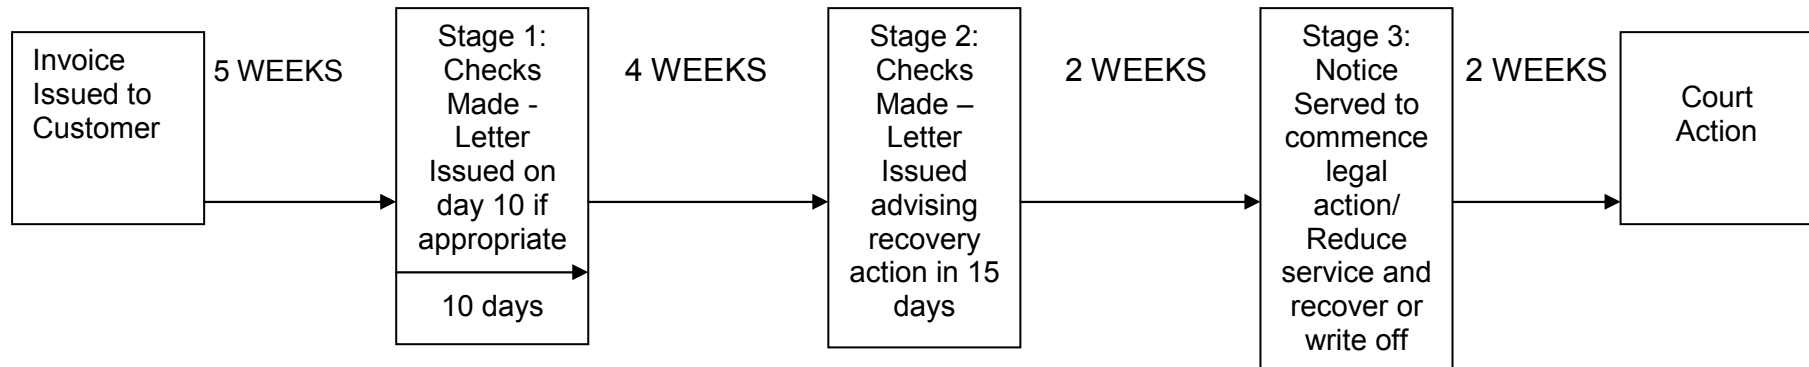 Invoice
Issued to
Customer
5 WEEKS
Stage 1:
Checks
Made -
Letter
Issued on
day 10 if
appropriate
10 days
4 WEEKS
Stage 2:
Checks
Made –
Letter
Issued
advising
recovery
action in 15
days
2 WEEKS
Stage 3:
Notice
Served to
commence
legal
action/
Reduce
service and
recover or
write off
2 WEEKS
Court
Action